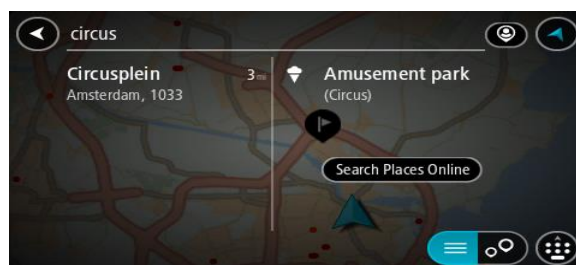 circus
Circusplein 3 mi
Amsterdam, 1033
Amusement park
(Circus)
Search Places Online